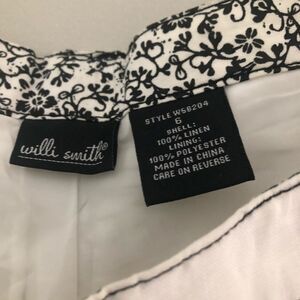 willi smith®
STYLE W56204
6
SHELL:
100% LINEN
LINING:
100% POLYESTER
MADE IN CHINA
CARE ON REVERSE